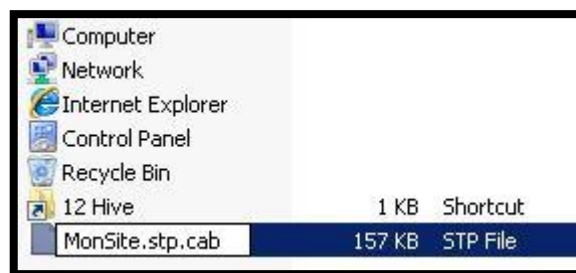 Computer
Network
Internet Explorer
Control Panel
Recycle Bin
12 Hive 1 KB Shortcut
MonSite.stp.cab 157 KB STP File